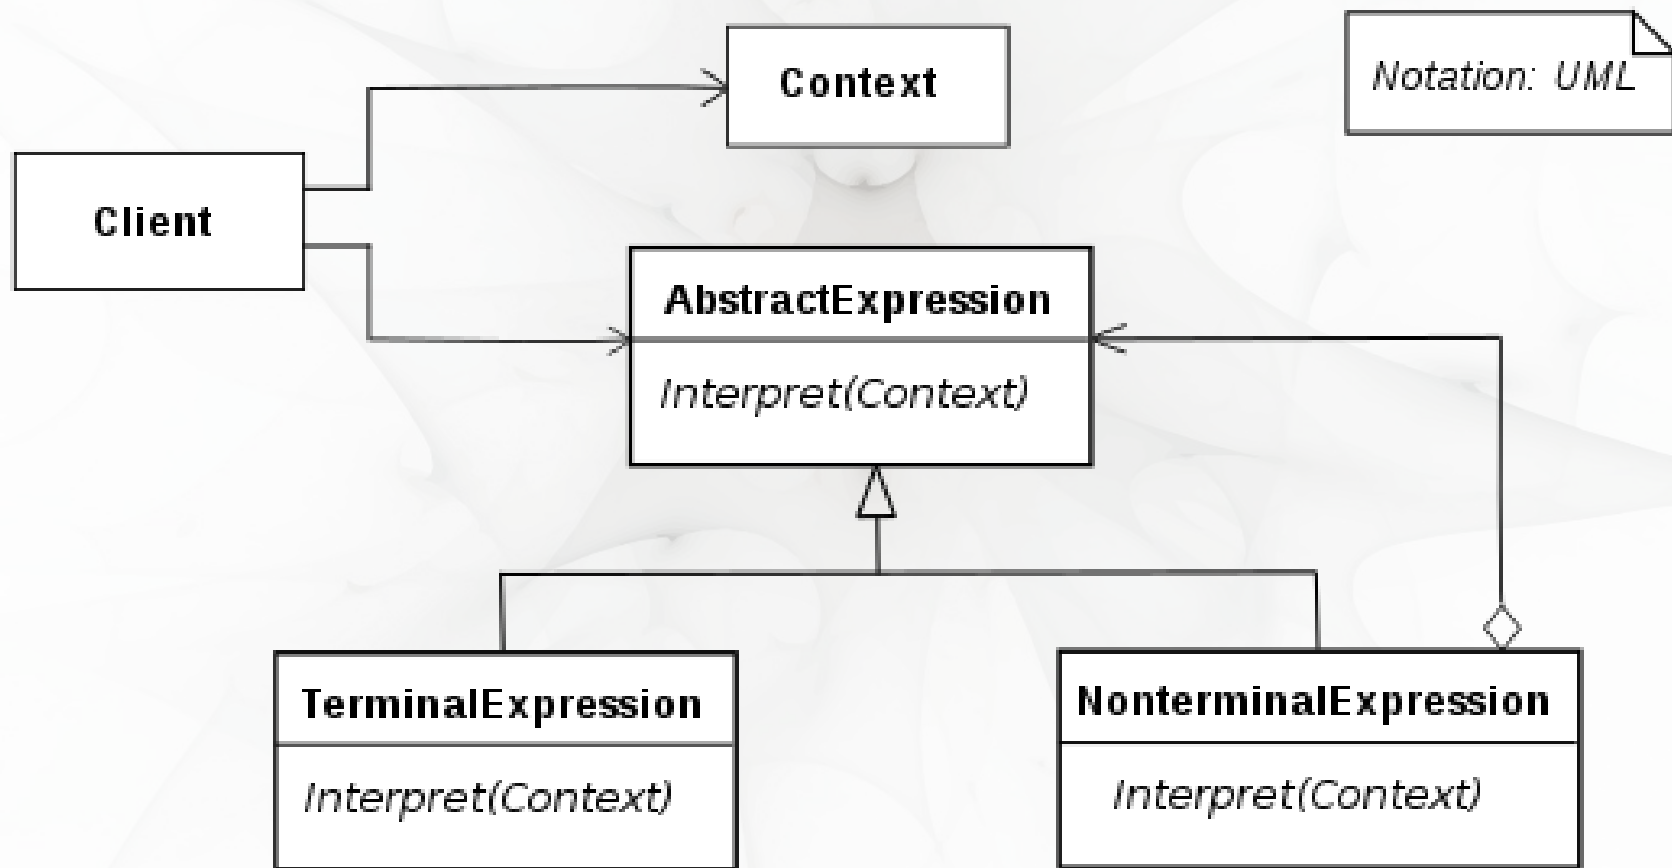 Context
Notation: UML
Client
AbstractExpression
Interpret(Context)
TerminalExpression
Interpret(Context)
NonterminalExpression
Interpret(Context)